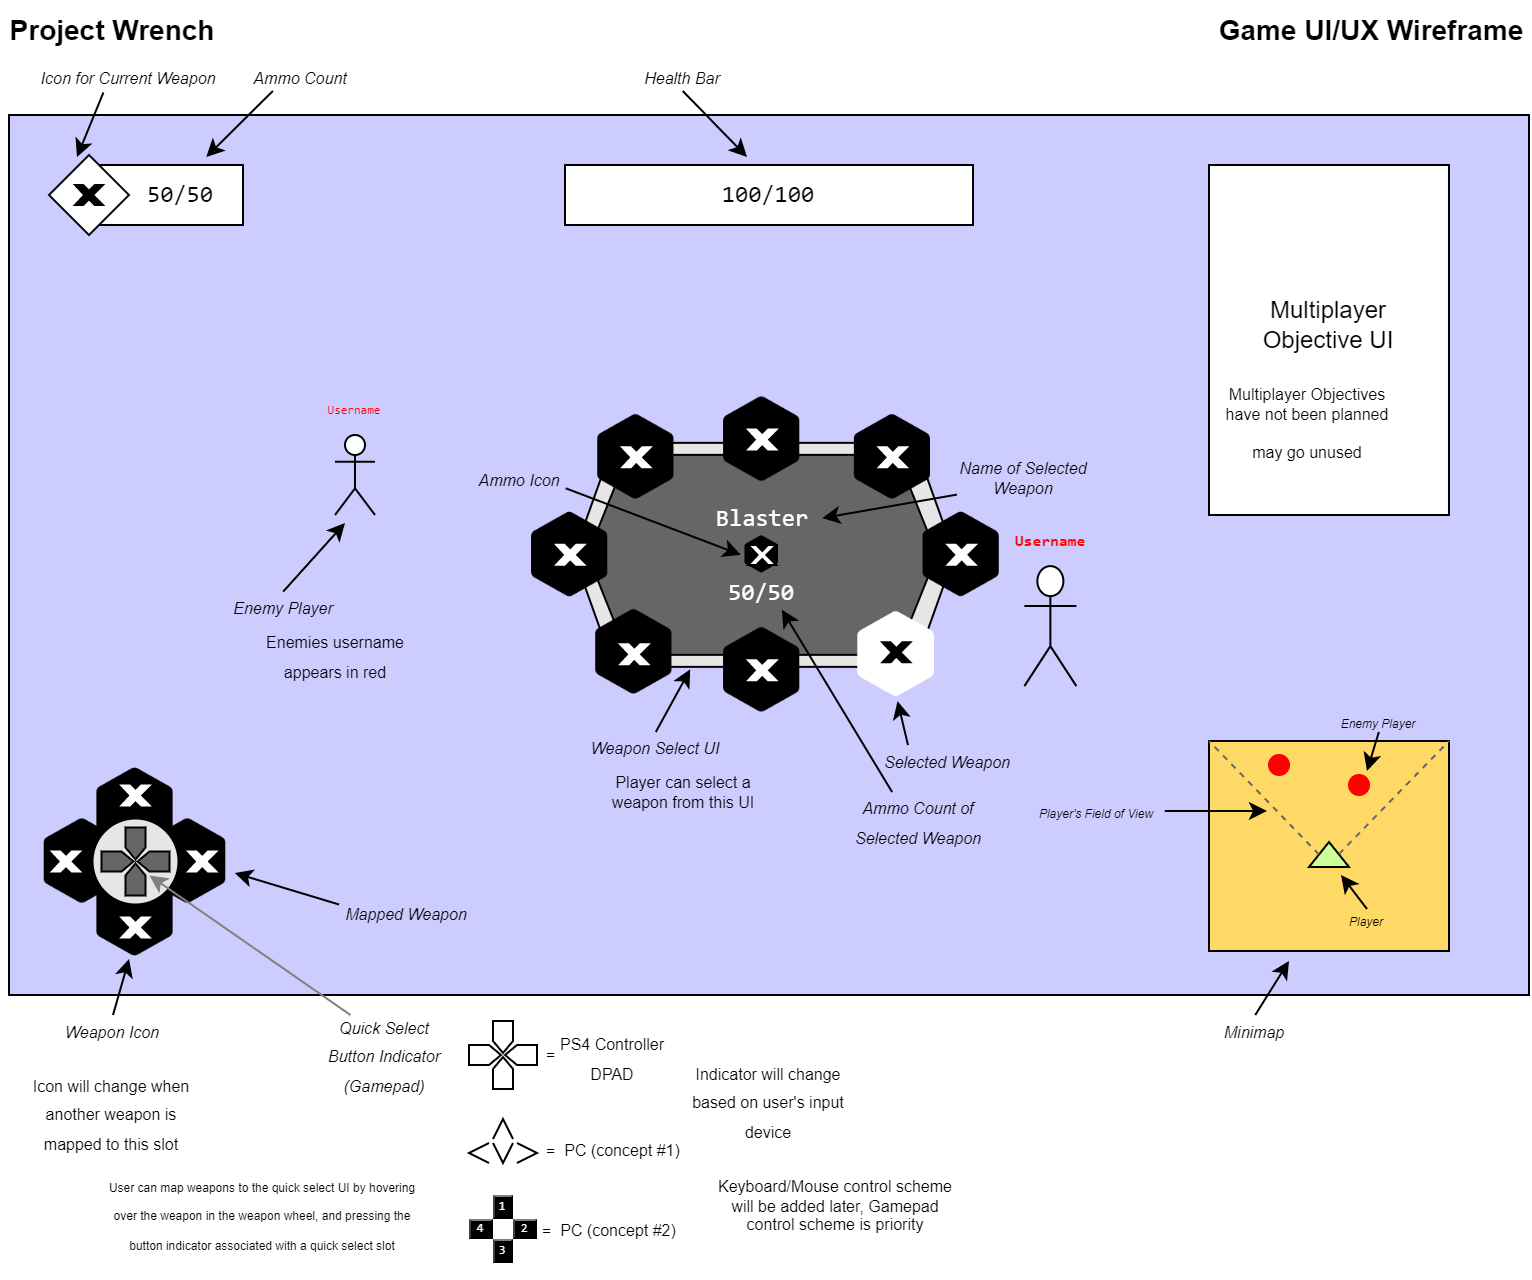 Project Wrench
Game UI/UX Wireframe
Icon for Current Weapon
Ammo Count
Health Bar
50/50
100/100
Multiplayer
Objective UI
Multiplayer Objectives
have not been planned
may go unused
Username
Ammo Icon
Name of Selected
Weapon
Blaster
50/50
Username
Enemy Player
Enemies username
appears in red
Weapon Select UI
Player can select a
weapon from this UI
Selected Weapon
Ammo Count of
Selected Weapon
Enemy Player
Player's Field of View
Player
Mapped Weapon
Weapon Icon
Icon will change when
another weapon is
mapped to this slot
Quick Select
Button Indicator
(Gamepad)
= PS4 Controller
DPAD
Indicator will change
based on user's input
device
Minimap
= PC (concept #1)
User can map weapons to the quick select UI by hovering
over the weapon in the weapon wheel, and pressing the
button indicator associated with a quick select slot
1
4 2
3
= PC (concept #2)
Keyboard/Mouse control scheme
will be added later, Gamepad
control scheme is priority